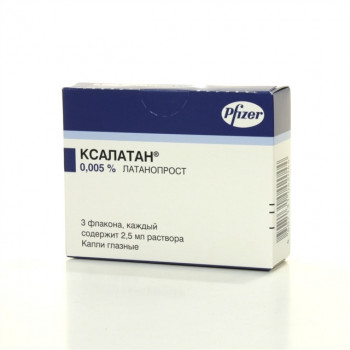 Pfizer
КСАЛАТАН®
0,005 % ЛАТАНОПРОСТ
3 флакона, каждый
содержит 2,5 мл раствора
Капли глазные